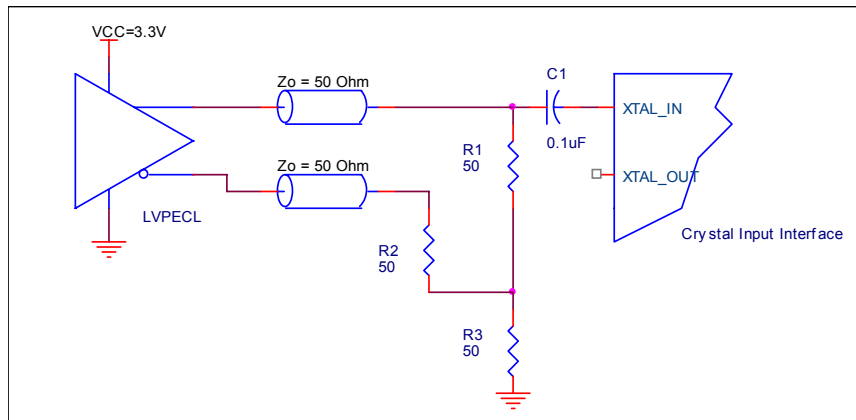 VCC=3.3V
Zo = 50 Ohm
C1
0.1uF
XTAL_IN
R1
50
Zo = 50 Ohm
XTAL_OUT
LVPECL
Crystal Input Interface
R2
50
R3
50